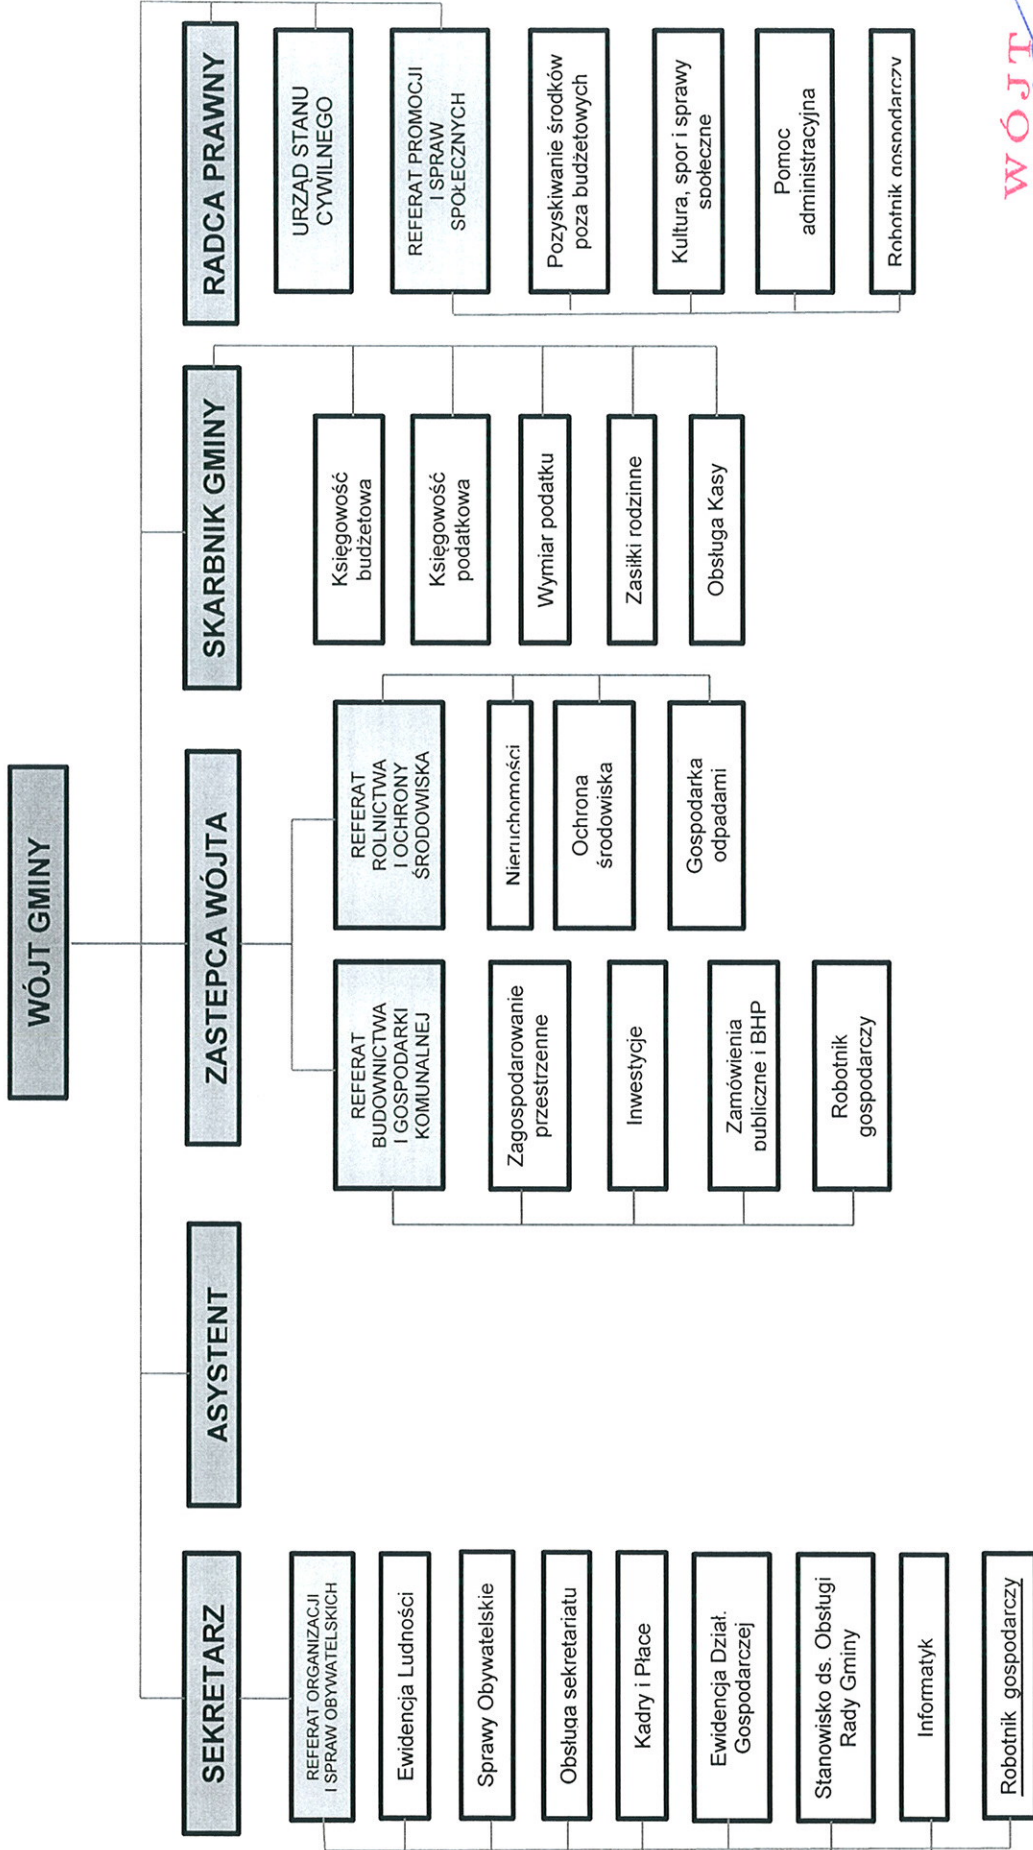 WÓJT GMINY
SEKRETARZ
ASYSTENT
ZASTEPCA WÓJTA
SKARBNIK GMINY
RADCA PRAWNY
REFERAT ORGANIZACJI
I SPRAW OBYWATELSKICH
Ewidencja Ludności
Sprawy Obywatelskie
Obsługa sekretariatu
Kadry i Płace
Ewidencja Dział.
Gospodarczej
Stanowisko ds. Obsługi
Rady Gminy
Informatyk
Robotnik gospodarczy
REFERAT
BUDOWNICTWA
I GOSPODARKI
KOMUNALNEJ
Zagospodarowanie
przestrzenne
Inwestycje
Zamówienia
publiczne i BHP
Robotnik
gospodarczy
REFERAT
ROLNICTWA
I OCHRONY
ŚRODOWISKA
Nieruchomości
Ochrona
środowiska
Gospodarka
odpadami
Księgowość
budżetowa
Księgowość
podatkowa
Wymiar podatku
Zasiłki rodzinne
Obsługa Kasy
URZĄD STANU
CYWILNEGO
REFERAT PROMOCJI
I SPRAW
SPOŁECZNYCH
Pozyskiwanie środków
poza budżetowych
Kultura, spor i sprawy
społeczne
Pomoc
administracyjna
Robotnik gospodarczy
WÓJT